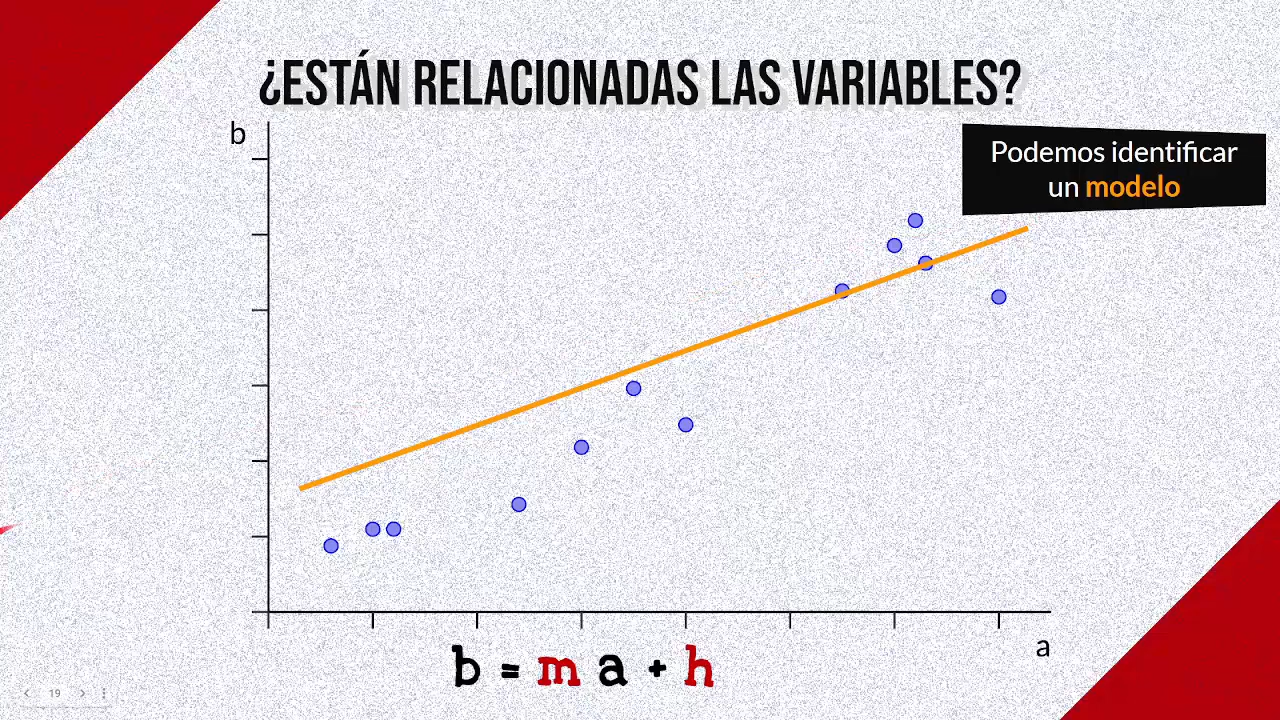 ¿ESTÁN RELACIONADAS LAS VARIABLES?
b
Podemos identificar
un modelo
a
b = m a + h
19